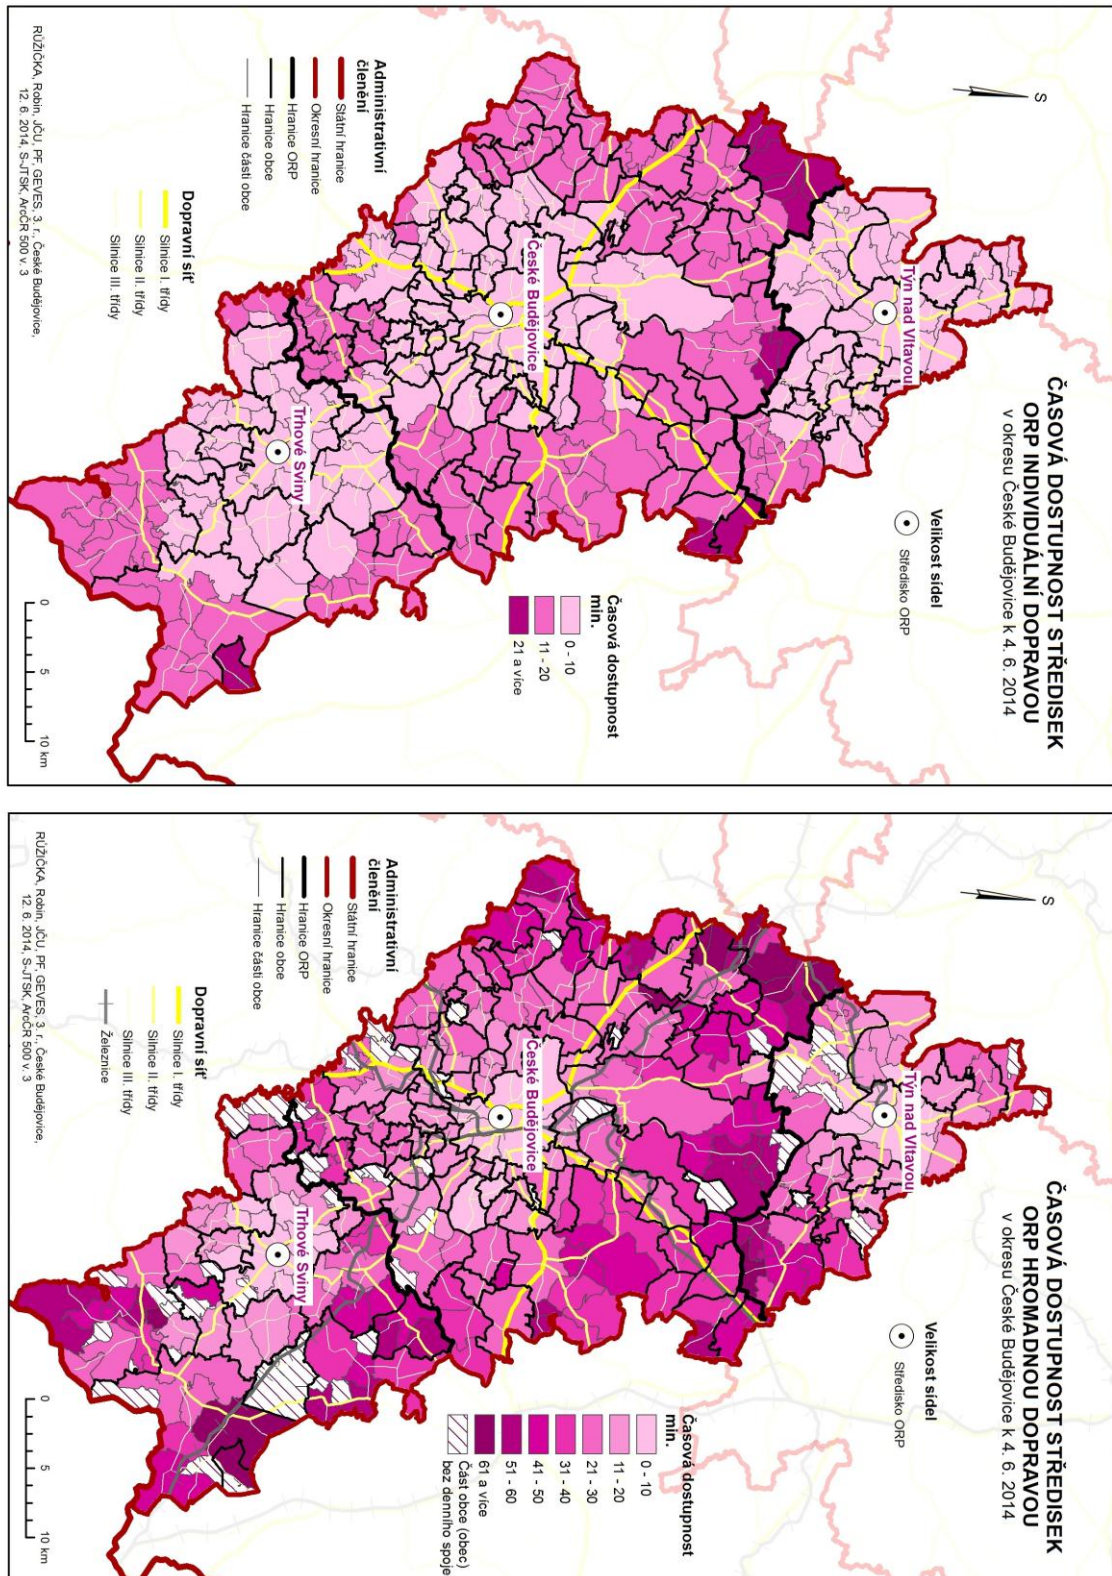 ČASOVÁ DOSTUPNOST STŘEDISEK
ORP INDIVIDUÁLNÍ DOPRAVOU
v okresu České Budějovice k 4. 6. 2014
S
Velikost sídel
Středisko ORP
Týn nad Vltavou
České Budějovice
Trhové Sviny
Časová dostupnost
min.
0 - 10
11 - 20
21 a více
Administrativní
členění
Státní hranice
Okresní hranice
Hranice ORP
Hranice obce
Hranice části obce
Dopravní síť
Silnice I. třídy
Silnice II. třídy
Silnice III. třídy
0 5 10 km
RŮŽIČKA, Robin, JČU, PF, GEVES, 3. r., České Budějovice,
12. 6. 2014, S-JTSK, ArcČR 500 v. 3
ČASOVÁ DOSTUPNOST STŘEDISEK
ORP HROMADNOU DOPRAVOU
v okresu České Budějovice k 4. 6. 2014
S
Velikost sídel
Středisko ORP
Týn nad Vltavou
České Budějovice
Trhové Sviny
Časová dostupnost
min.
0 - 10
11 - 20
21 - 30
31 - 40
41 - 50
51 - 60
61 a více
Část obce (obec)
bez denního spoje
Administrativní
členění
Státní hranice
Okresní hranice
Hranice ORP
Hranice obce
Hranice části obce
Dopravní síť
Silnice I. třídy
Silnice II. třídy
Silnice III. třídy
Železnice
0 5 10 km
RŮŽIČKA, Robin, JČU, PF, GEVES, 3. r., České Budějovice,
12. 6. 2014, S-JTSK, ArcČR 500 v. 3